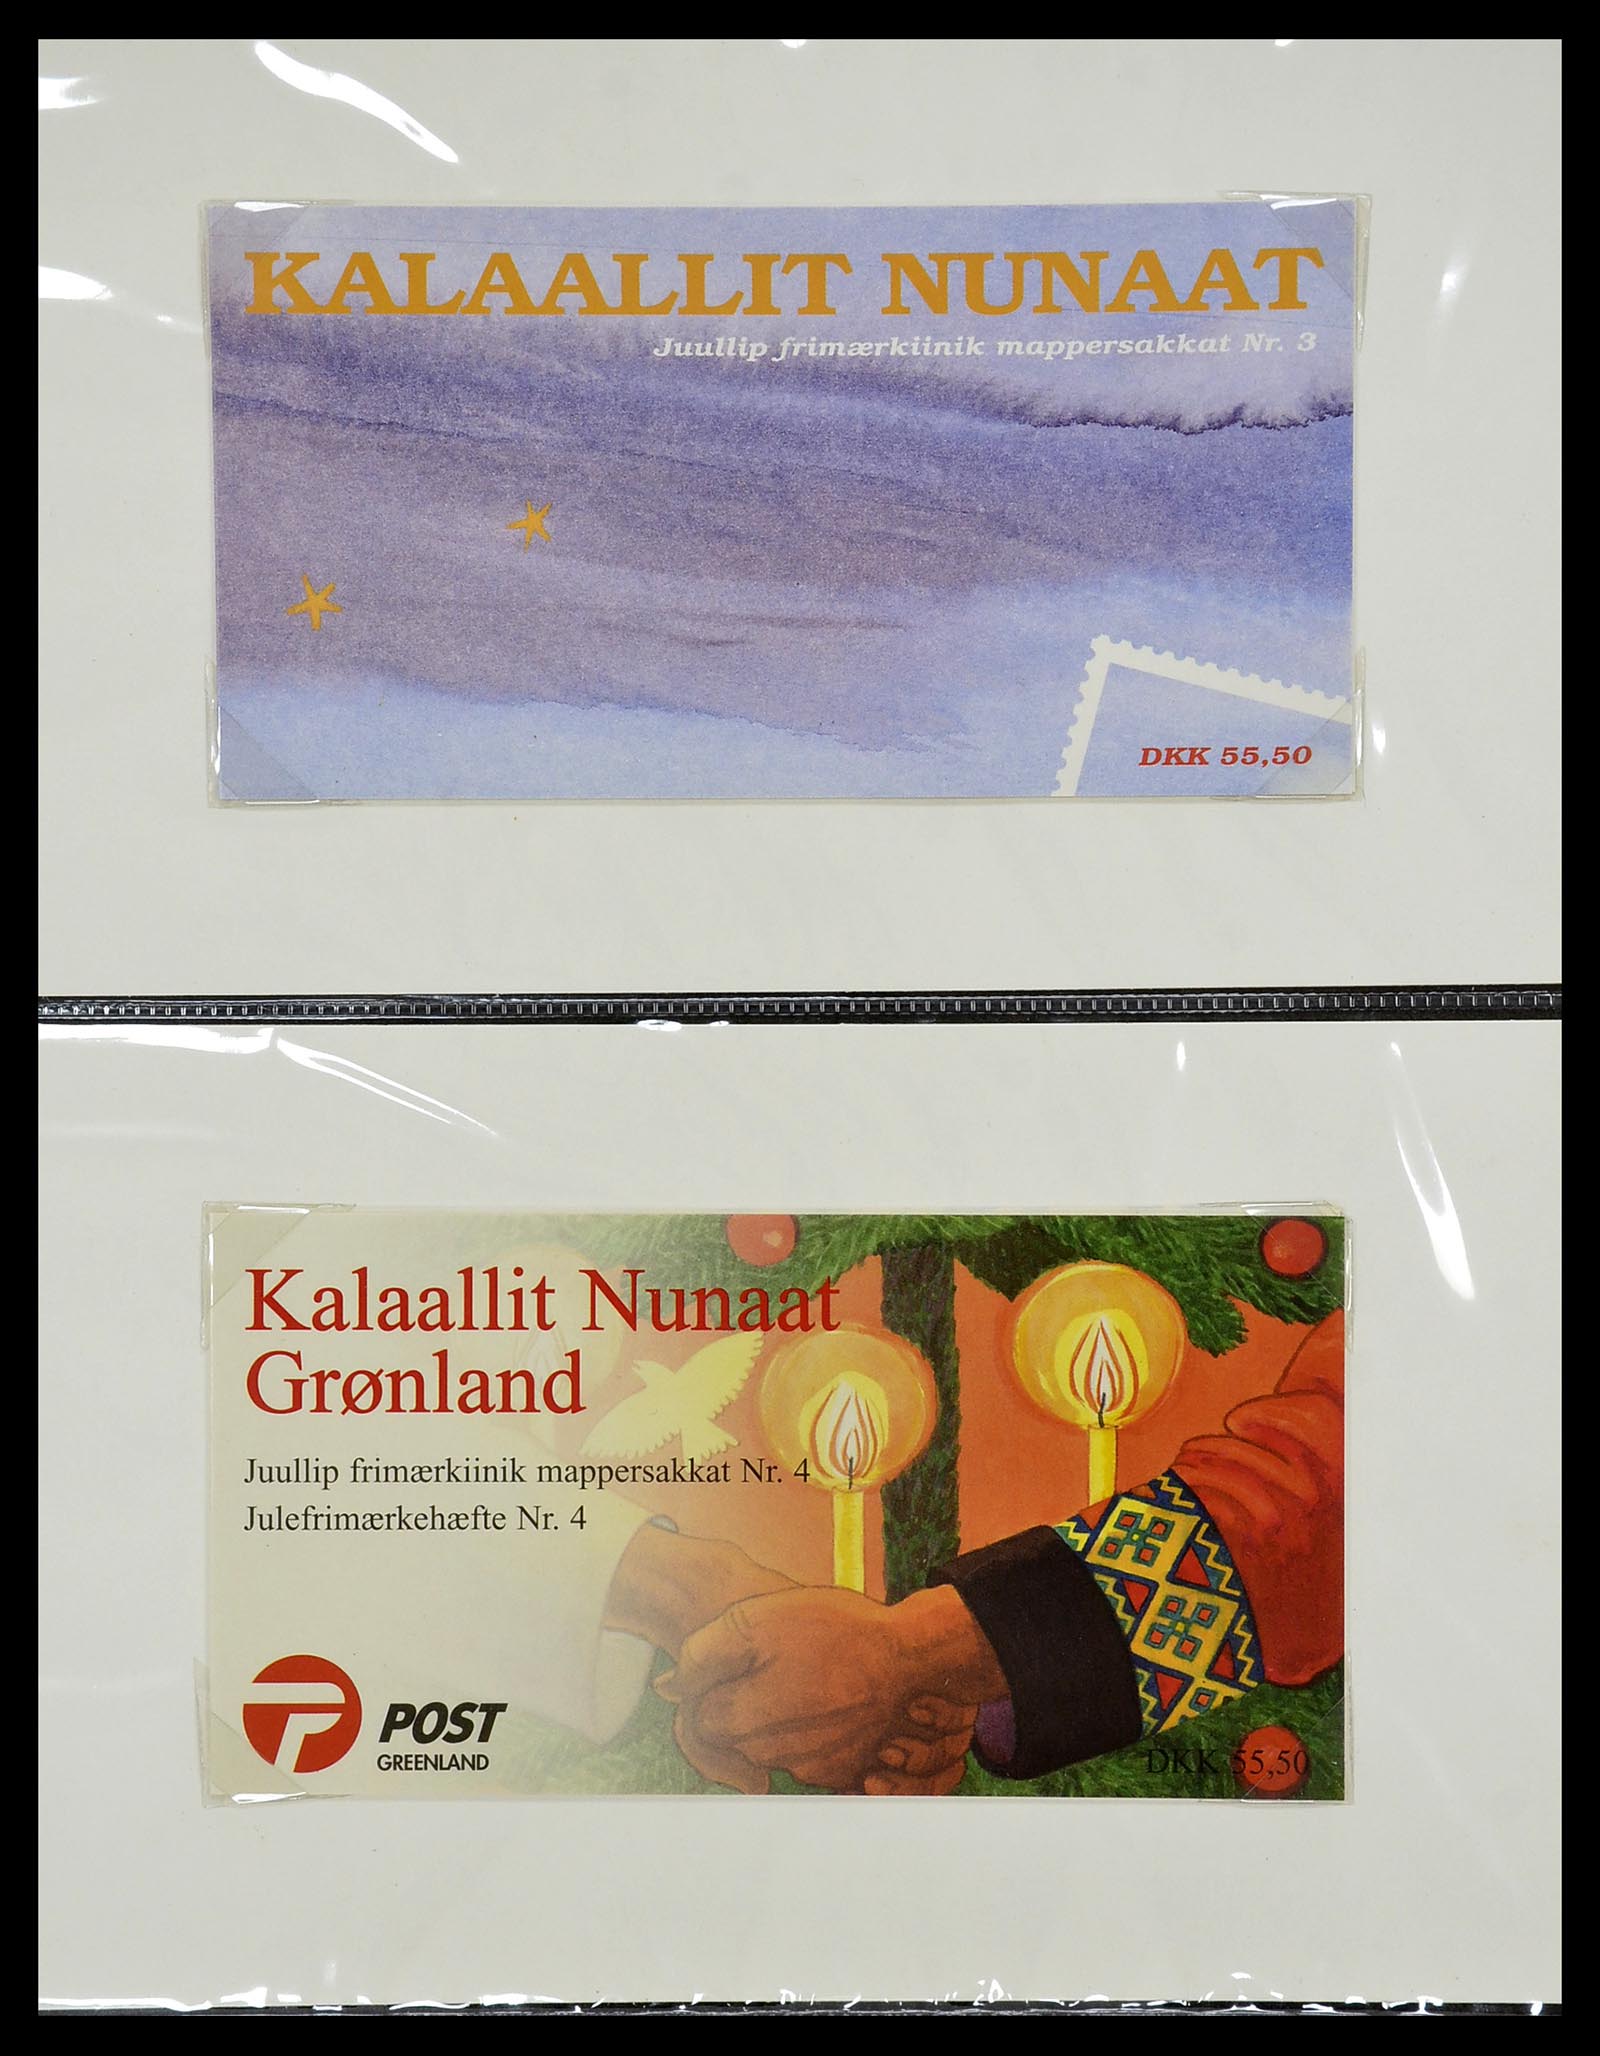 KALAALLIT NUNAAT
Juullip frimærkiinik mappersakkat Nr. 3
DKK 55,50
Kalaallit Nunaat
Grønland
Juullip frimærkiinik mappersakkat Nr. 4
Julefrimærkehæfte Nr. 4
POST
GREENLAND
DKK 55,50